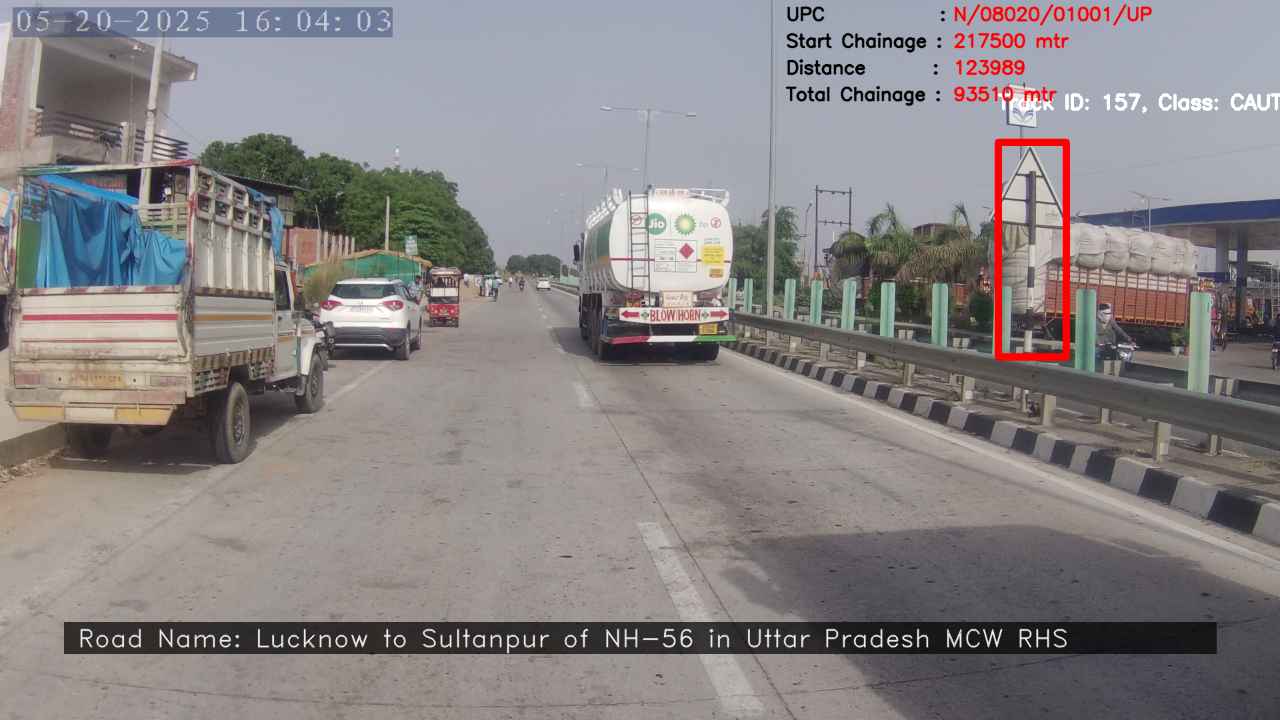 05-20-2025 16:04:03
UPC : N/08020/01001/UP
Start Chainage : 217500 mtr
Distance : 123989
Total Chainage : 93510 mtr
Track ID: 157, Class: CAUT
Jio
bp
BLOW HORN
Road Name: Lucknow to Sultanpur of NH-56 in Uttar Pradesh MCW RHS